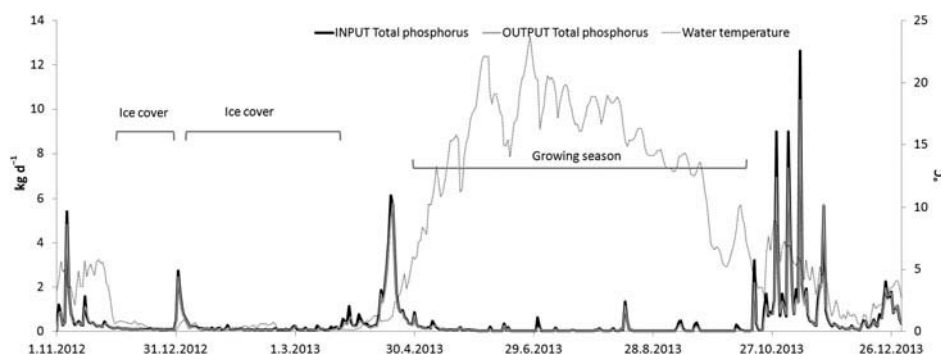 14 25
INPUT Total phosphorus OUTPUT Total phosphorus Water temperature
12
20
10 Ice cover Ice cover
15
8
Growing season
kg d⁻¹ °C
6
10
4
5
2
0 0
1.11.2012 31.12.2012 1.3.2013 30.4.2013 29.6.2013 28.8.2013 27.10.2013 26.12.2013